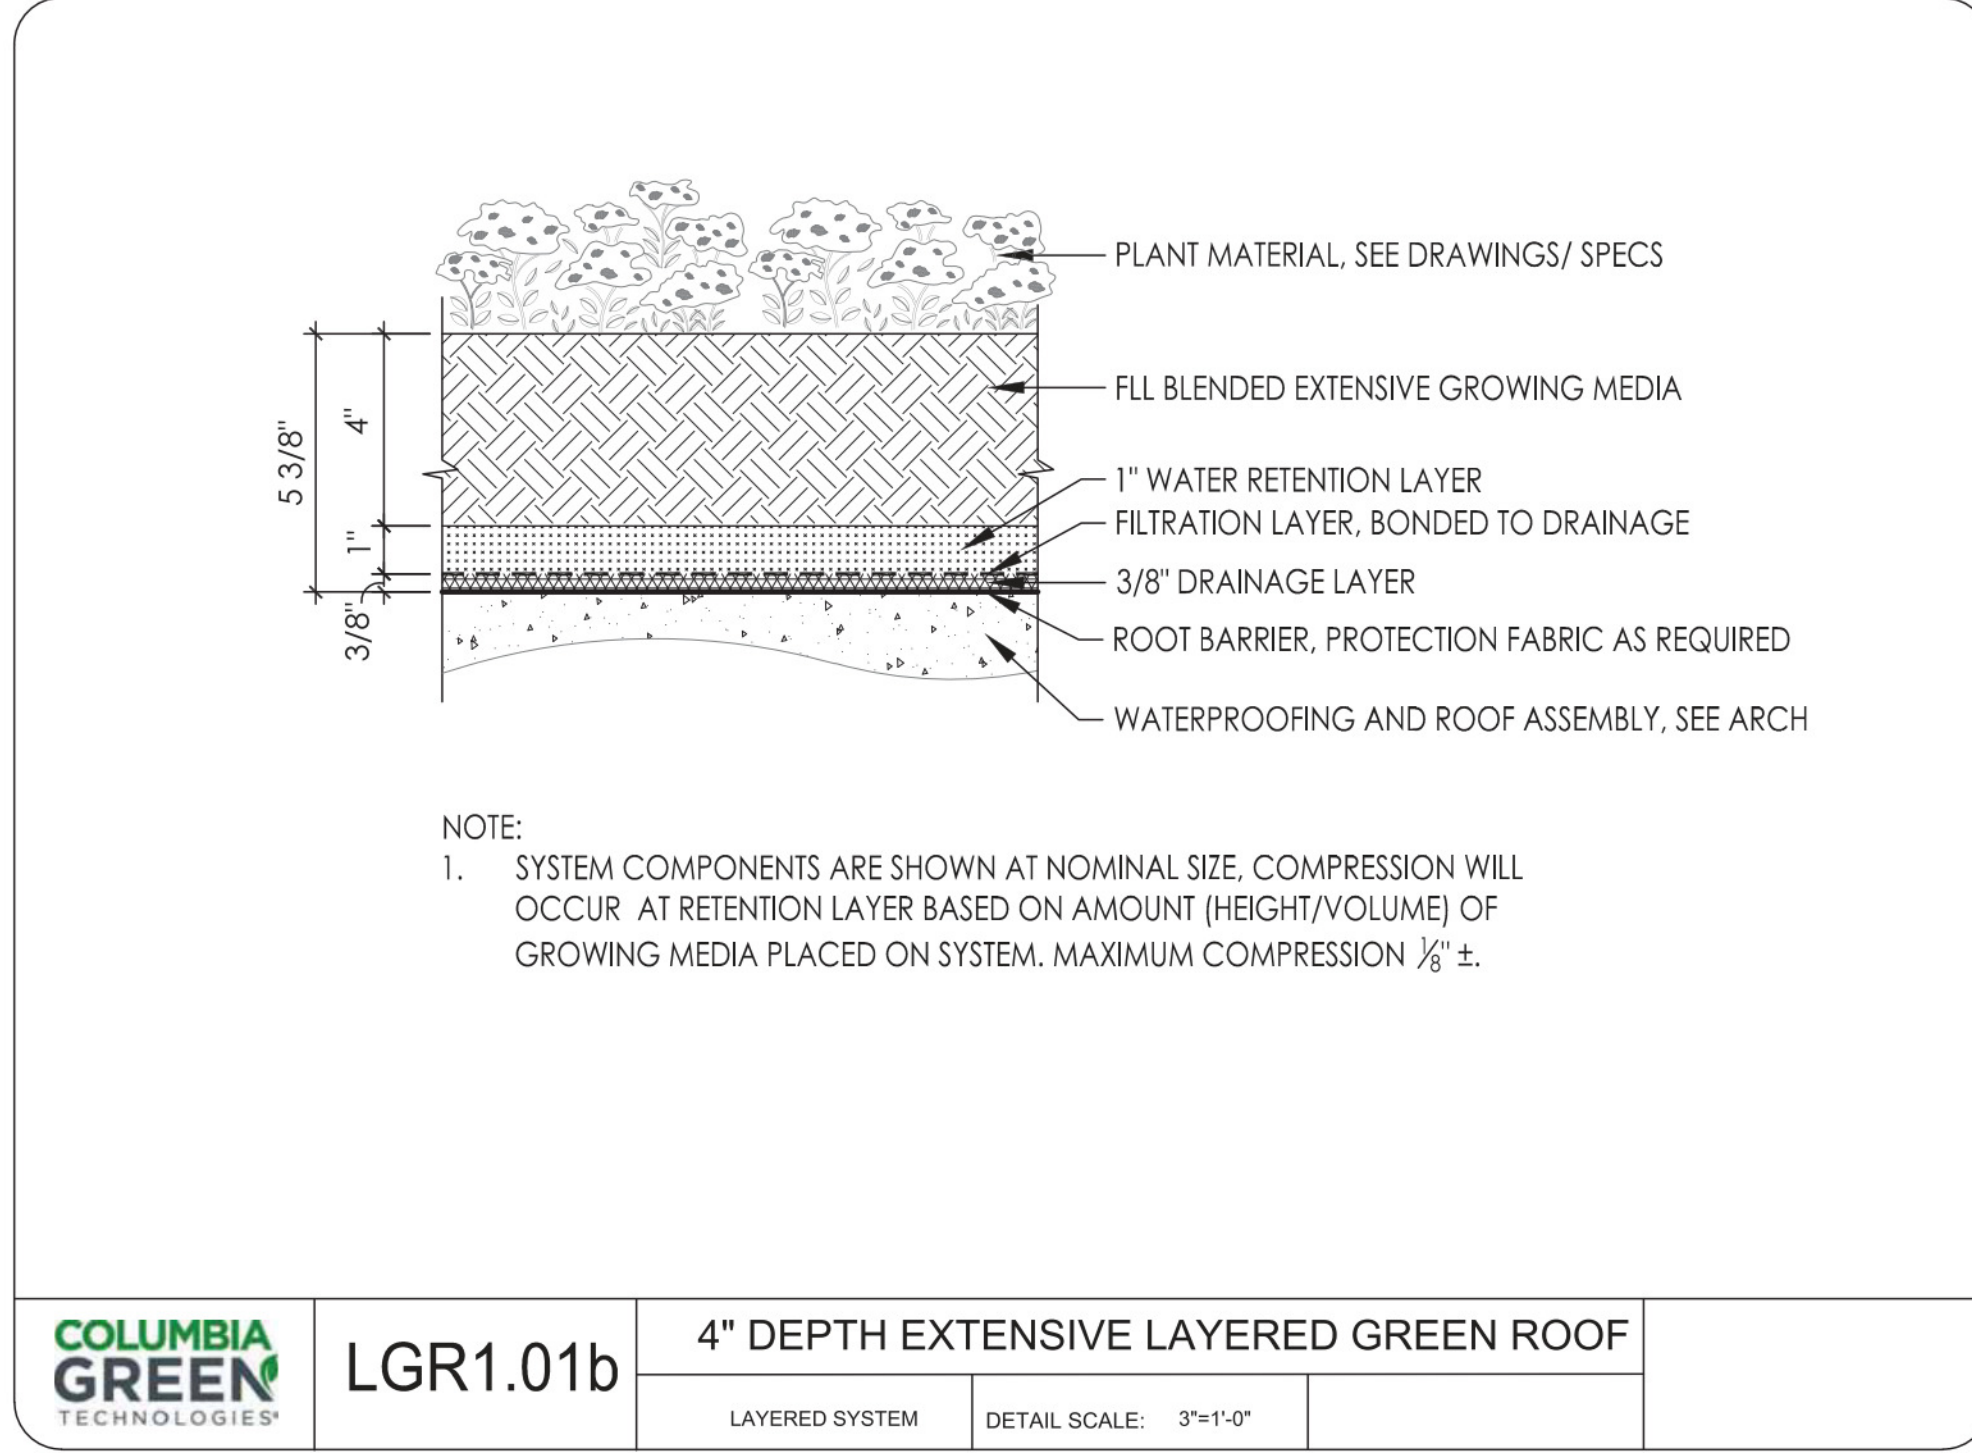 PLANT MATERIAL, SEE DRAWINGS/ SPECS
FLL BLENDED EXTENSIVE GROWING MEDIA
1" WATER RETENTION LAYER
FILTRATION LAYER, BONDED TO DRAINAGE
3/8" DRAINAGE LAYER
ROOT BARRIER, PROTECTION FABRIC AS REQUIRED
WATERPROOFING AND ROOF ASSEMBLY, SEE ARCH
5 3/8"
4"
1"
3/8"
NOTE:
1. SYSTEM COMPONENTS ARE SHOWN AT NOMINAL SIZE, COMPRESSION WILL
OCCUR AT RETENTION LAYER BASED ON AMOUNT (HEIGHT/VOLUME) OF
GROWING MEDIA PLACED ON SYSTEM. MAXIMUM COMPRESSION 1/8" ±.
COLUMBIA
GREEN
TECHNOLOGIES®
LGR1.01b
4" DEPTH EXTENSIVE LAYERED GREEN ROOF
LAYERED SYSTEM
DETAIL SCALE: 3"=1'-0"